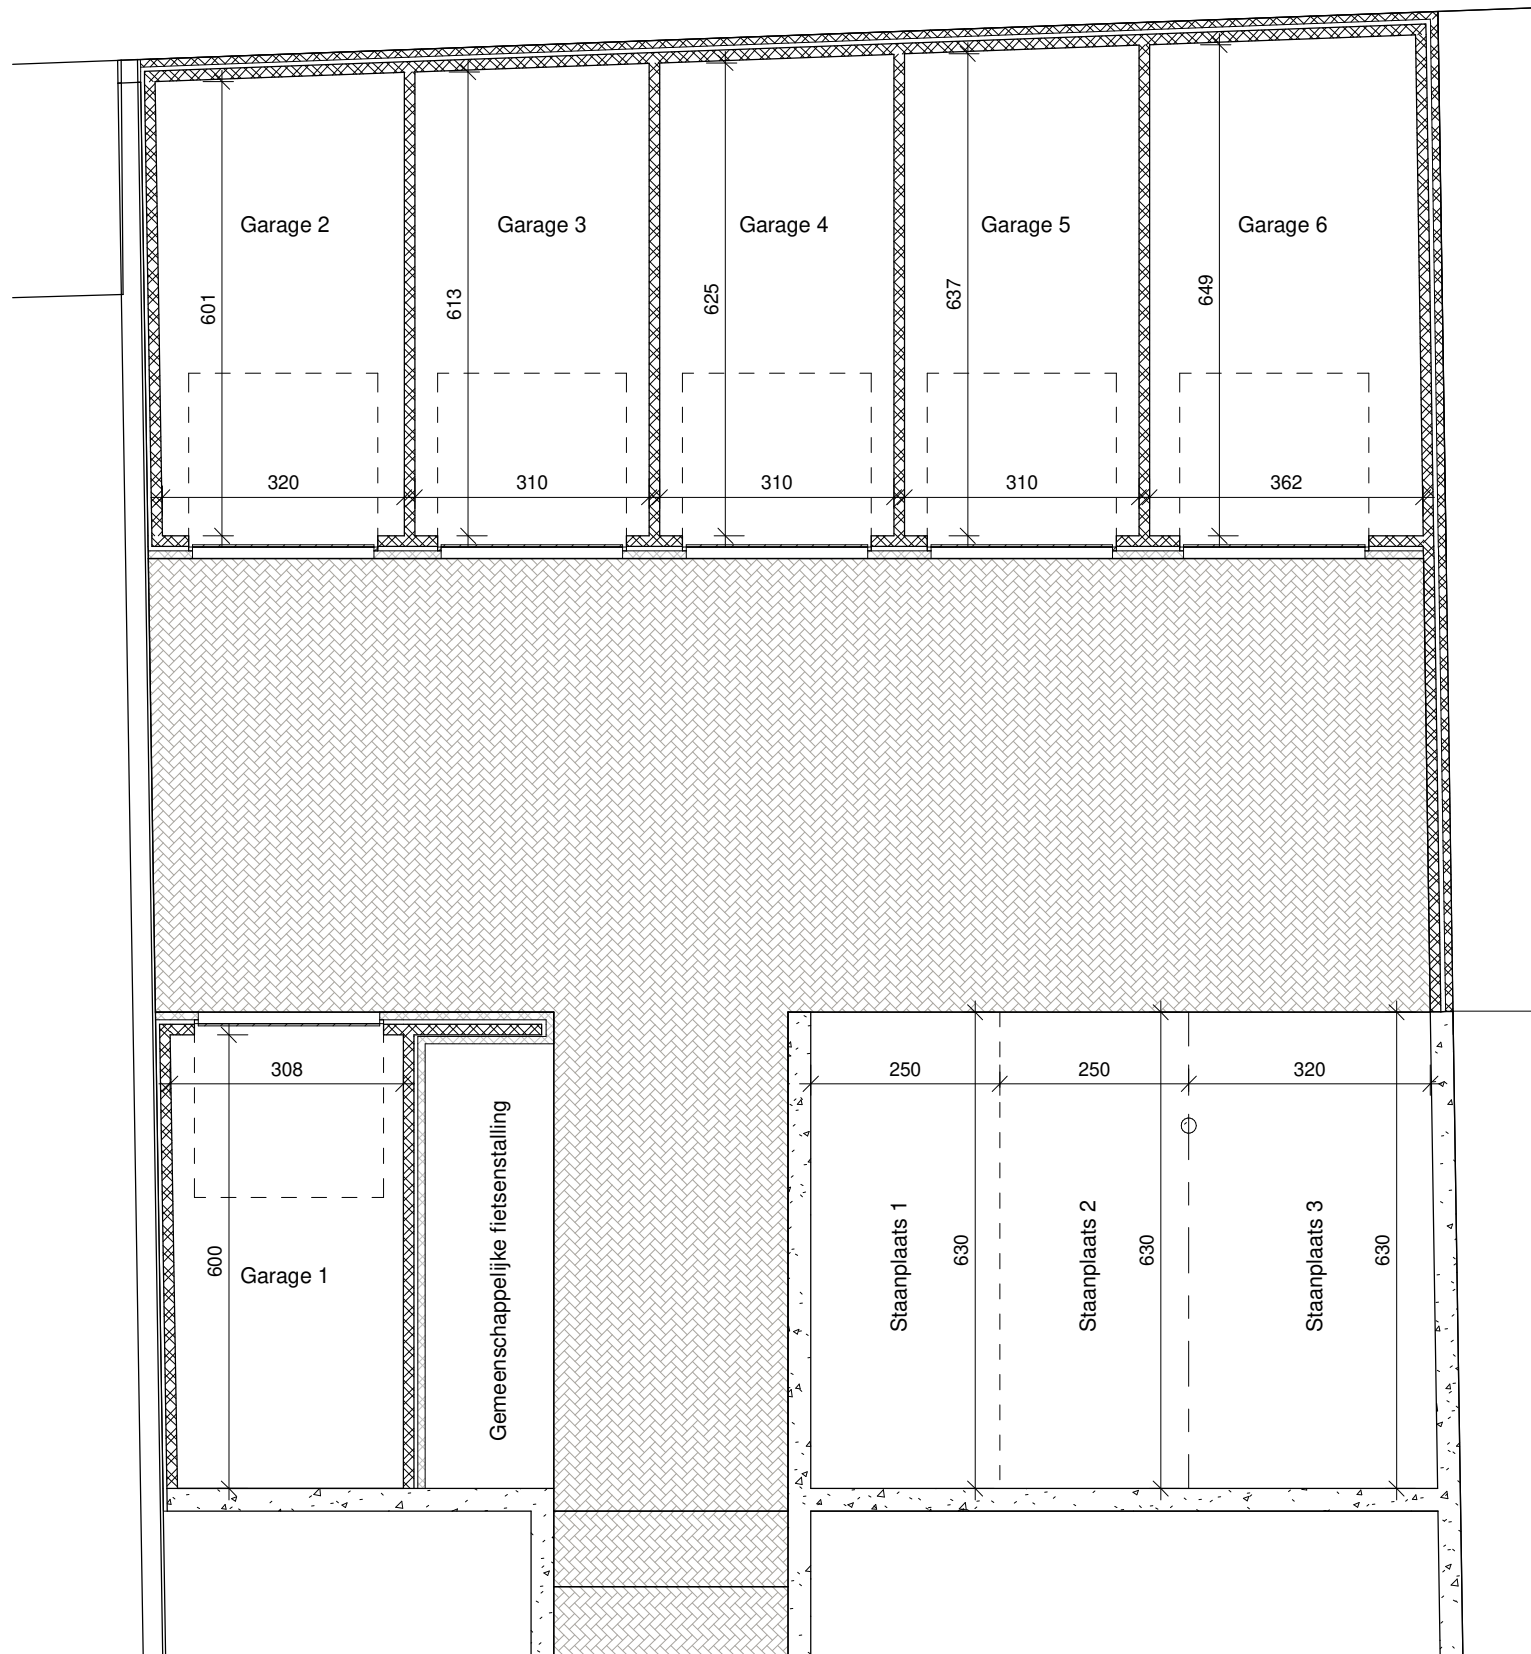 Garage 2
Garage 3
Garage 4
Garage 5
Garage 6
601
613
625
637
649
320
310
310
310
362
308
250
250
320
600
Garage 1
Gemeenschappelijke fietsenstalling
Staanplaats 1
630
Staanplaats 2
630
Staanplaats 3
630